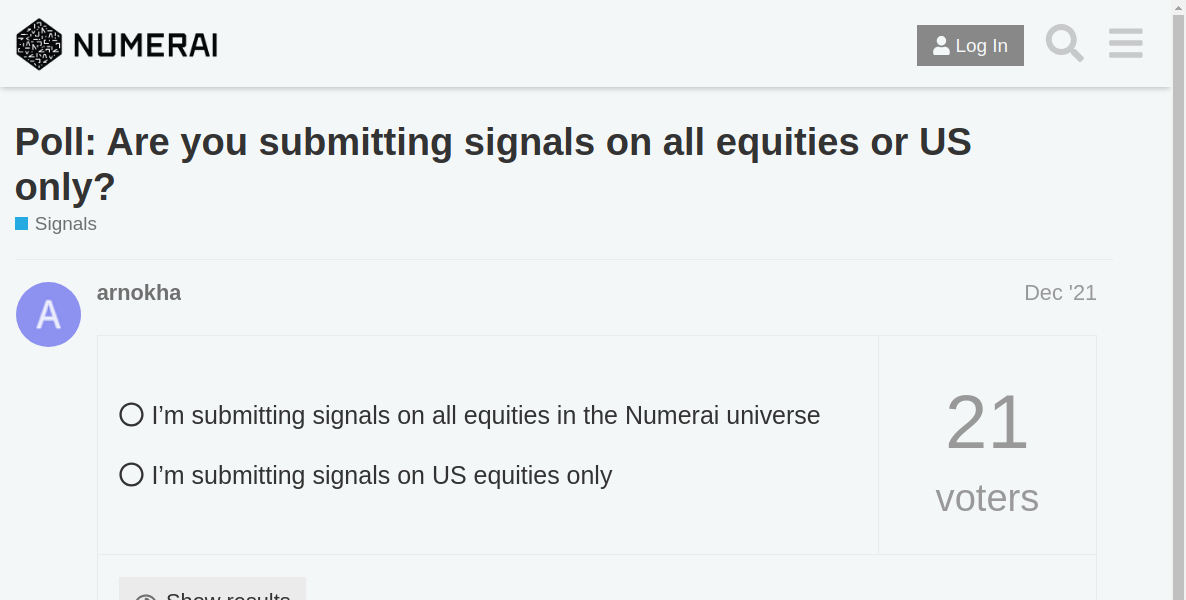 NUMERAI
Log In
Poll: Are you submitting signals on all equities or US
only?
Signals
A
arnokha
Dec '21
I’m submitting signals on all equities in the Numerai universe
I’m submitting signals on US equities only
21
voters
Show results